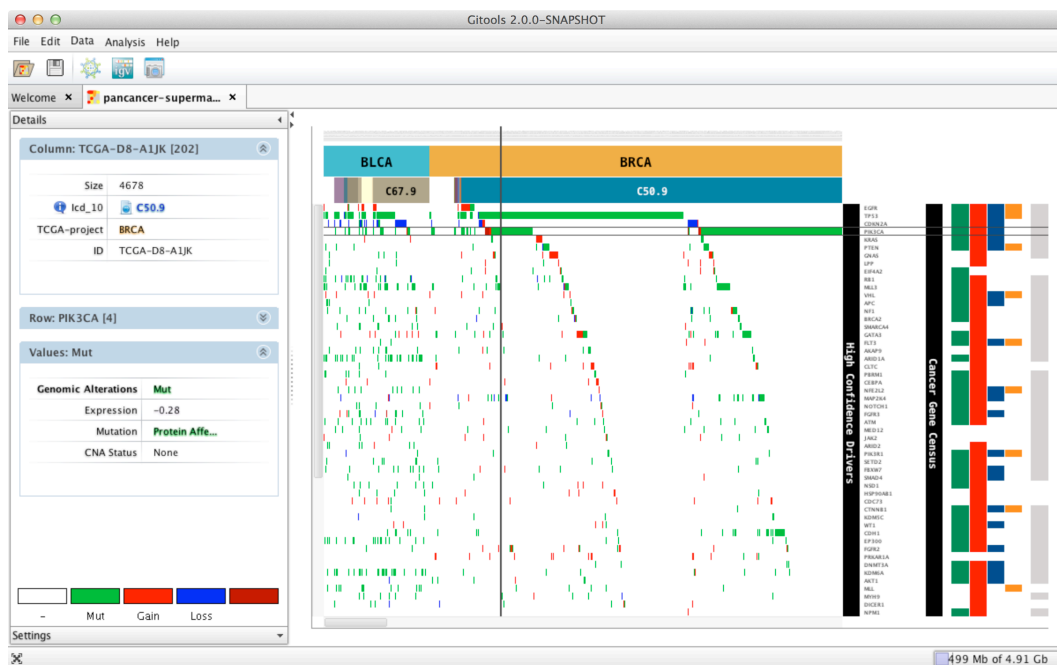 Gitools 2.0.0-SNAPSHOT
File Edit Data Analysis Help
igv
Welcome × pancancer-superma... ×
Details
Column: TCGA-D8-A1JK [202]
Size 4678
Icd_10 C50.9
TCGA-project BRCA
ID TCGA-D8-A1JK
Row: PIK3CA [4]
Values: Mut
Genomic Alterations Mut
Expression -0.28
Mutation Protein Affe...
CNA Status None
- Mut Gain Loss
Settings
BLCA BRCA
C67.9 C50.9
High Confidence Drivers
EGFR
TP53
CDKN2A
PIK3CA
KRAS
PTEN
GNAS
LPP
EIF4A2
RB1
MLL3
VHL
APC
NF1
BRCA2
SMARCA4
GATA3
FLT3
AKAP9
ARID1A
CLTC
PBRM1
CEBPA
NFE2L2
MAP2K4
NOTCH1
FGFR3
ATM
MED12
JAK2
ARID2
PIK3R1
SETD2
FBXW7
SMAD4
NSD1
HSP90AB1
CDC73
CTNNB1
KDM5C
WT1
CDH1
EP300
FGFR2
PRKAR1A
DNMT3A
KDM6A
AKT1
MLL
MYH9
DICER1
NPM1
Cancer Gene Census
499 Mb of 4.91 Gb